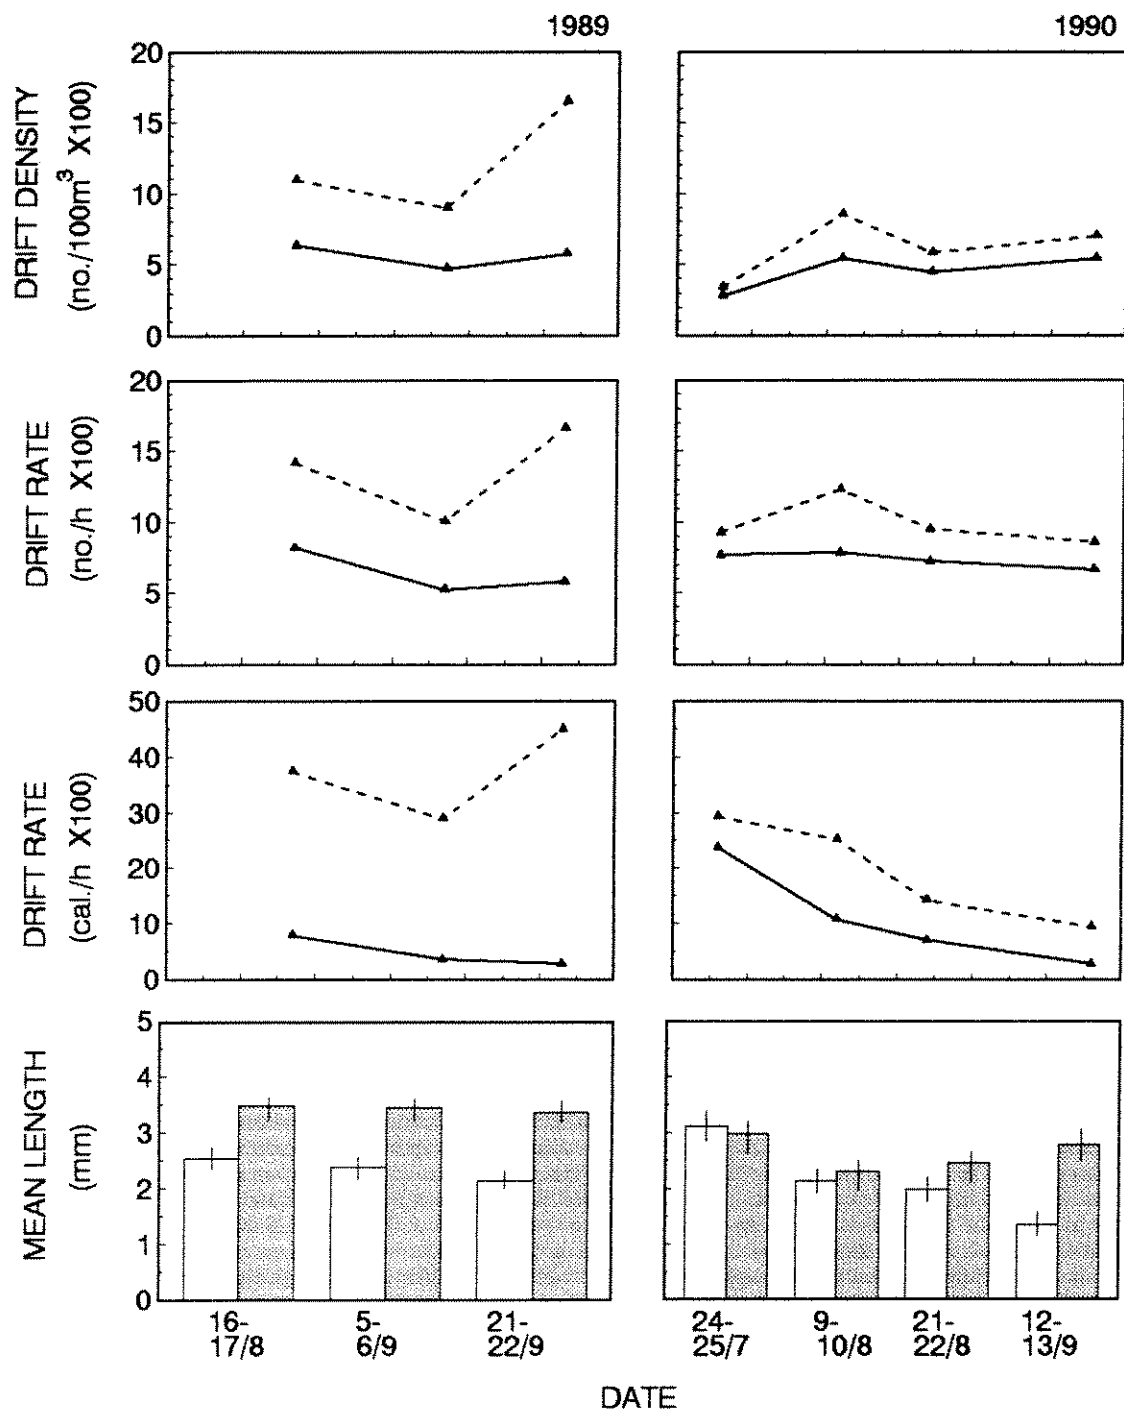 1989
1990
DRIFT DENSITY
(no./100m³ X100)
20
15
10
5
0
DRIFT RATE
(no./h X100)
20
15
10
5
0
DRIFT RATE
(cal./h X100)
50
40
30
20
10
0
MEAN LENGTH
(mm)
5
4
3
2
1
0
16- 5- 21- 24- 9- 21- 12-
17/8 6/9 22/9 25/7 10/8 22/8 13/9
DATE